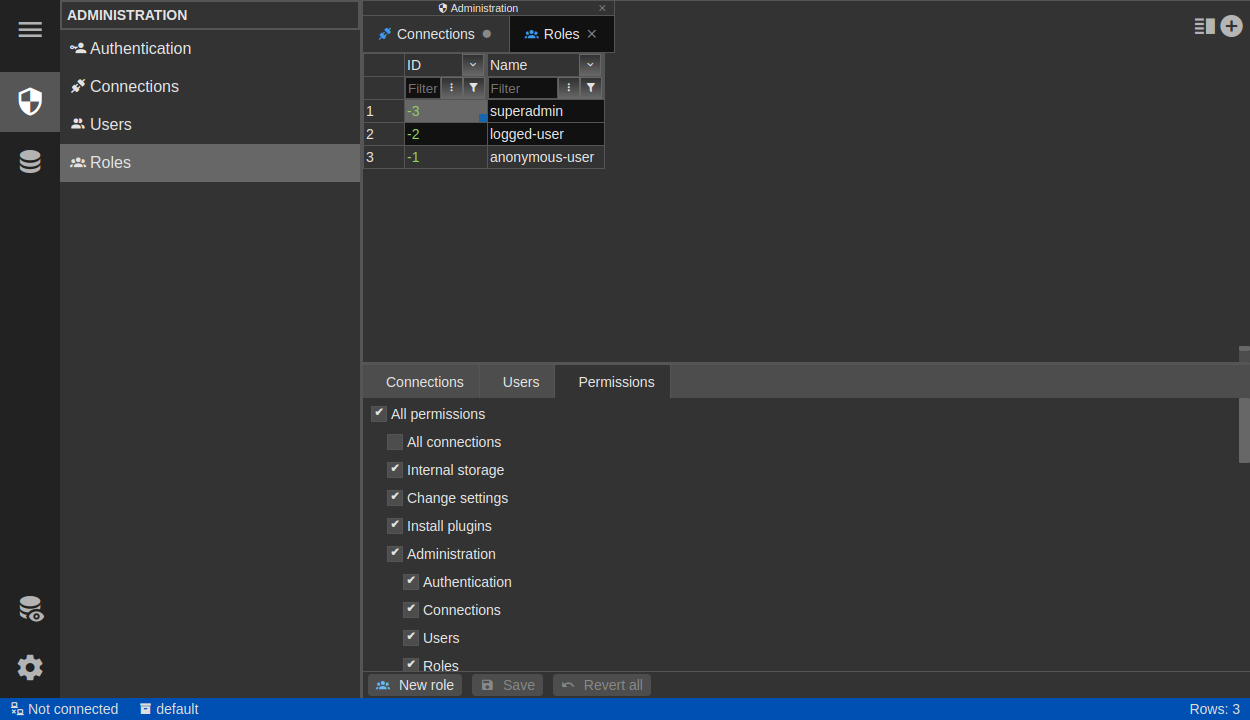 ADMINISTRATION
Authentication
Connections
Users
Roles
Administration
Connections
Roles
ID Name
Filter Filter
1 -3 superadmin
2 -2 logged-user
3 -1 anonymous-user
Connections Users Permissions
All permissions
All connections
Internal storage
Change settings
Install plugins
Administration
Authentication
Connections
Users
Roles
New role Save Revert all
Not connected default Rows: 3